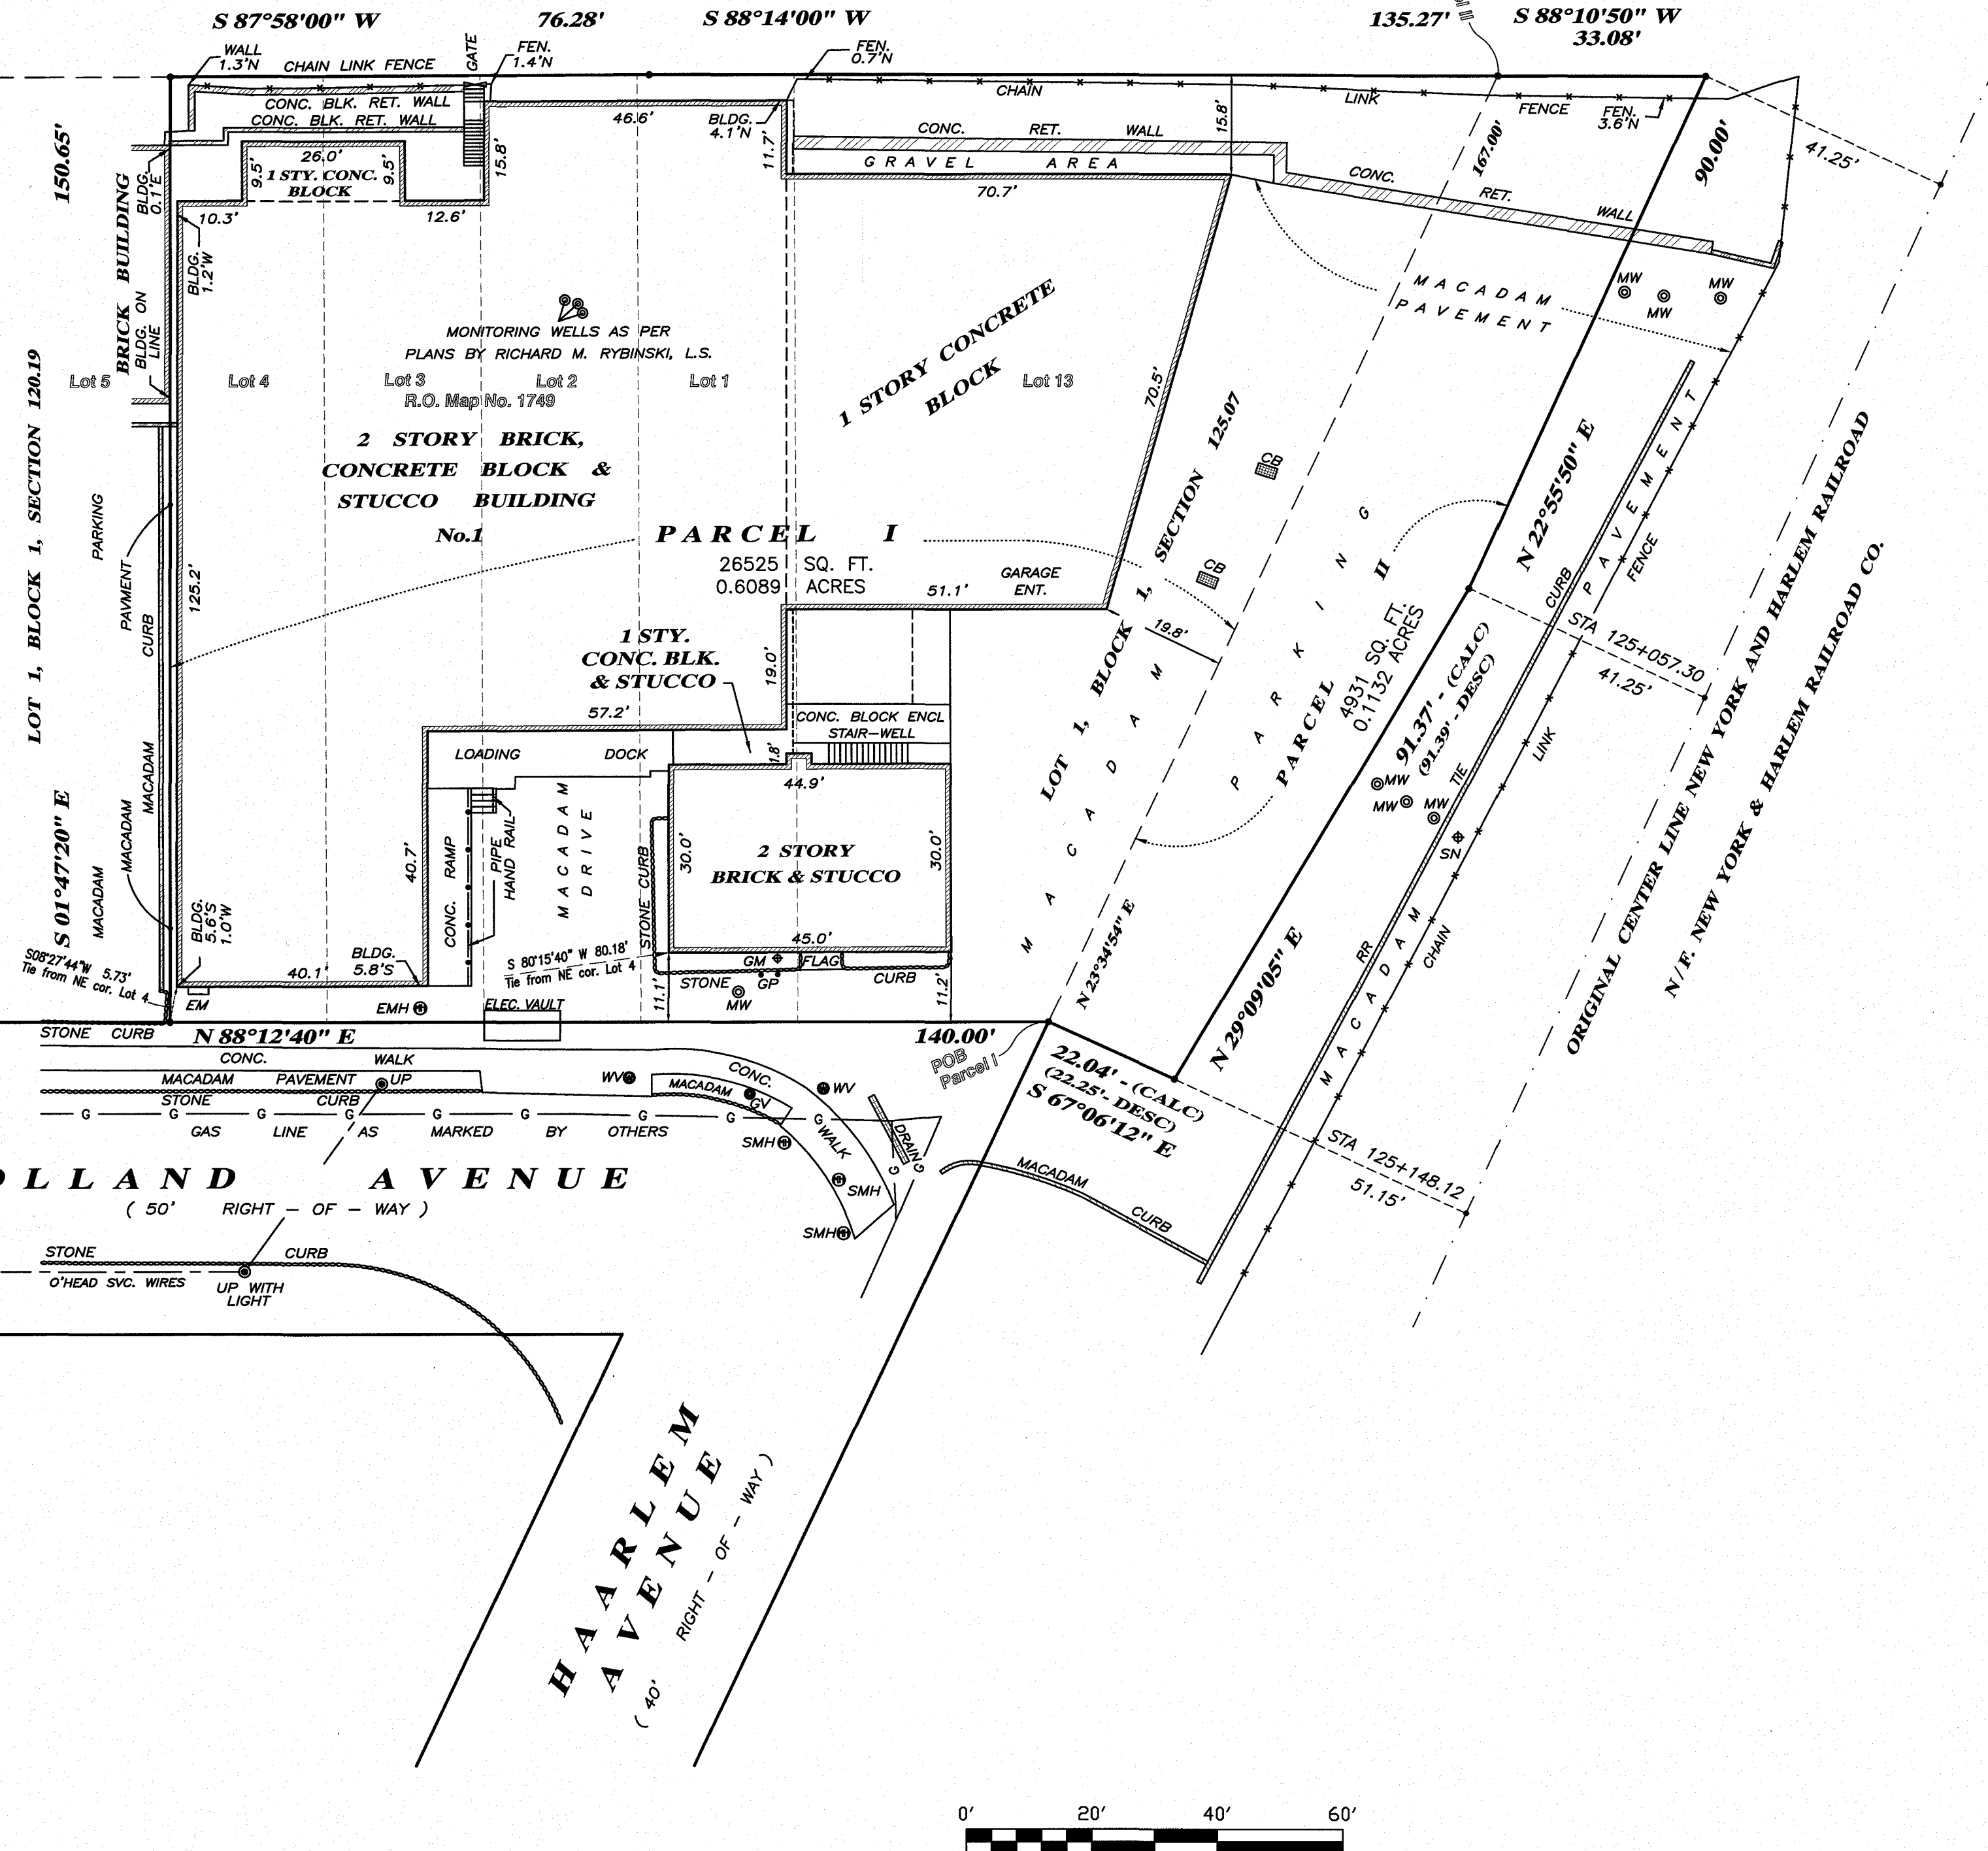 S 87°58'00" W
76.28'
S 88°14'00" W
135.27'
S 88°10'50" W
33.08'
WALL
1.3'N
CHAIN LINK FENCE
GATE
FEN.
1.4'N
FEN.
0.7'N
CHAIN
LINK
FENCE
FEN.
3.6'N
CONC. BLK. RET. WALL
CONC. BLK. RET. WALL
46.6'
BLDG.
4.1'N
11.7'
15.8'
15.8'
CONC. RET. WALL
GRAVEL AREA
70.7'
167.00'
90.00'
41.25'
CONC.
RET.
WALL
150.65'
BLDG.
0.1'E
BRICK BUILDING
BLDG. ON
LINE
26.0'
9.5'
9.5'
1 STY. CONC.
BLOCK
10.3'
12.6'
BLDG.
1.2'W
MW
MW
MW
MACADAM
PAVEMENT
MONITORING WELLS AS PER
PLANS BY RICHARD M. RYBINSKI, L.S.
Lot 5
Lot 4
Lot 3
Lot 2
Lot 1
Lot 13
R.O. Map No. 1749
1 STORY CONCRETE
BLOCK
70.5'
LOT 1, BLOCK 1, SECTION 120.19
2 STORY BRICK,
CONCRETE BLOCK &
STUCCO BUILDING
No.1
PARCEL I
26525 SQ. FT.
0.6089 ACRES
51.1'
GARAGE
ENT.
CB
CB
LOT 1, BLOCK 1, SECTION 125.07
19.8'
MACADAM
PARKING
PARCEL II
4931 SQ. FT.
0.1132 ACRES
N 22°55'50" E
91.37' - (CALC)
(91.39' - DESC)
RR
TIE
CURB
MACADAM
PAVEMENT
CHAIN
LINK
FENCE
STA 125+057.30
41.25'
ORIGINAL CENTER LINE NEW YORK AND HARLEM RAILROAD
N/F. NEW YORK & HARLEM RAILROAD CO.
PARKING
PAVMENT
CURB
MACADAM
MACADAM
MACADAM
125.2'
1 STY.
CONC. BLK.
& STUCCO
19.0'
57.2'
CONC. BLOCK ENCL
STAIR-WELL
LOADING DOCK
1.8'
44.9'
MW
MW
MW
SN
S 01°47'20" E
40.7'
CONC. RAMP
PIPE
HAND RAIL
MACADAM
DRIVE
STONE CURB
30.0'
2 STORY
BRICK & STUCCO
30.0'
45.0'
N 23°34'54" E
N 29°09'05" E
S08°27'44"W 5.73'
Tie from NE cor. Lot 4
BLDG.
5.6'S
1.0'W
40.1'
BLDG.
5.8'S
S 80°15'40" W 80.18'
Tie from NE cor. Lot 4
GM
FLAG
STONE
GP
CURB
MW
11.1'
11.2'
EM
EMH
ELEC. VAULT
STONE CURB
N 88°12'40" E
140.00'
POB
Parcel I
22.04' - (CALC)
(22.25'- DESC)
S 67°06'12" E
CONC. WALK
MACADAM PAVEMENT
UP
STONE CURB
WV
MACADAM
CONC.
WALK
GV
WV
G G G G G G G G G G G
GAS LINE AS MARKED BY OTHERS
SMH
SMH
SMH
DRAIN
STA 125+148.12
51.15'
OLLAND AVENUE
( 50' RIGHT - OF - WAY )
MACADAM
CURB
STONE CURB
O'HEAD SVC. WIRES
UP WITH
LIGHT
HAARLEM
AVENUE
( 40' RIGHT - OF - WAY )
0' 20' 40' 60'